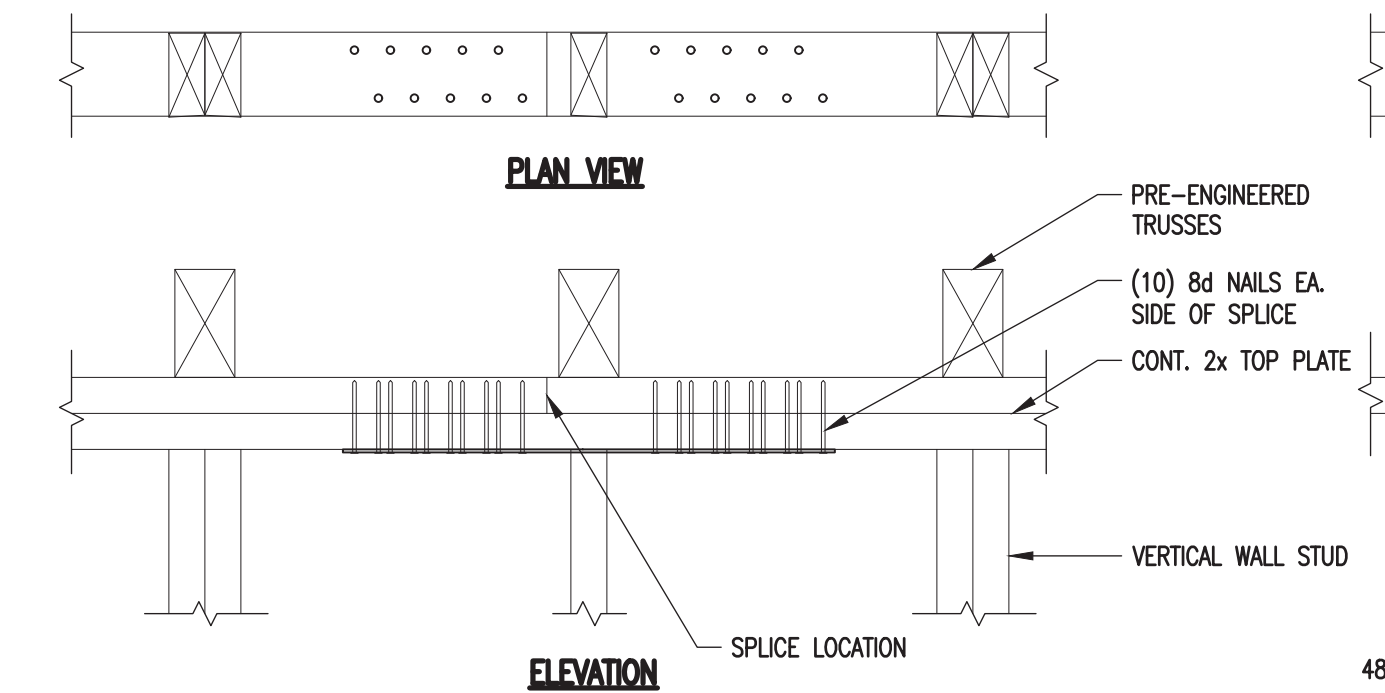 PLAN VIEW
PRE-ENGINEERED
TRUSSES
(10) 8d NAILS EA.
SIDE OF SPLICE
CONT. 2x TOP PLATE
VERTICAL WALL STUD
SPLICE LOCATION
ELEVATION
48